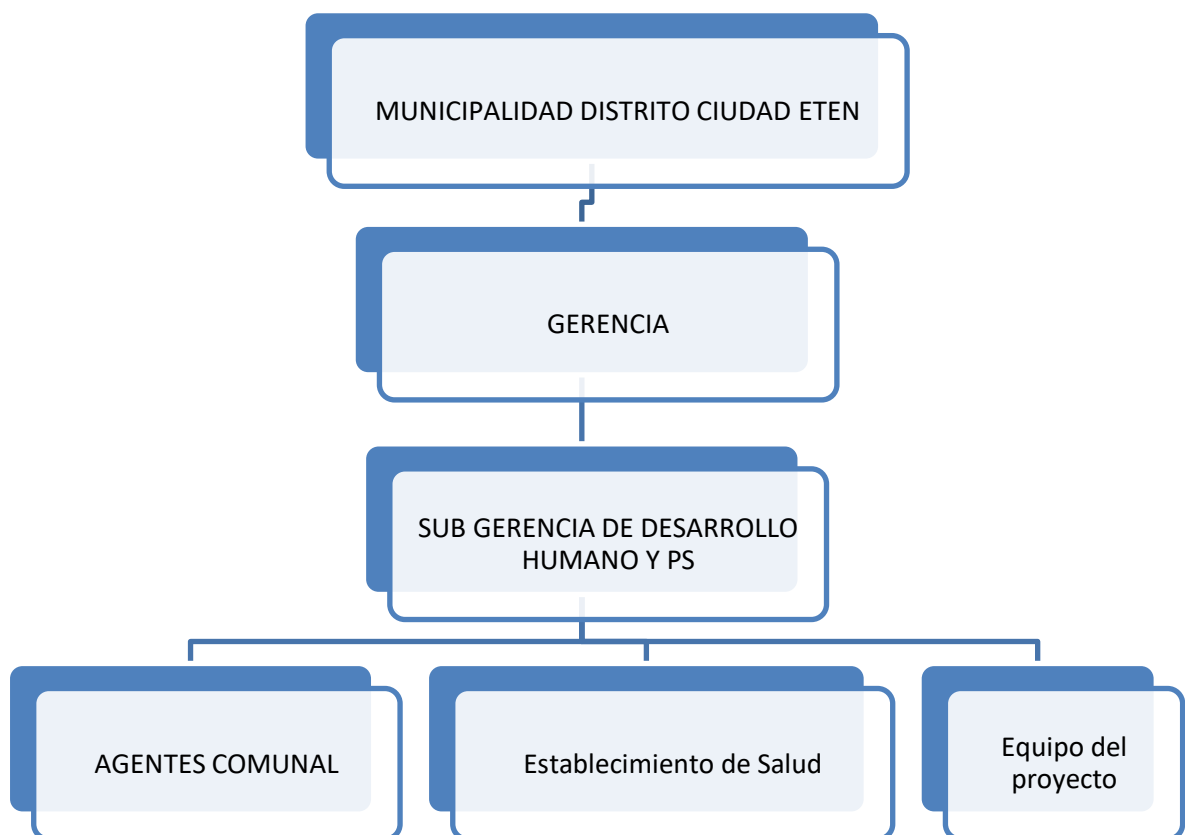 MUNICIPALIDAD DISTRITO CIUDAD ETEN
GERENCIA
SUB GERENCIA DE DESARROLLO
HUMANO Y PS
AGENTES COMUNAL
Establecimiento de Salud
Equipo del
proyecto